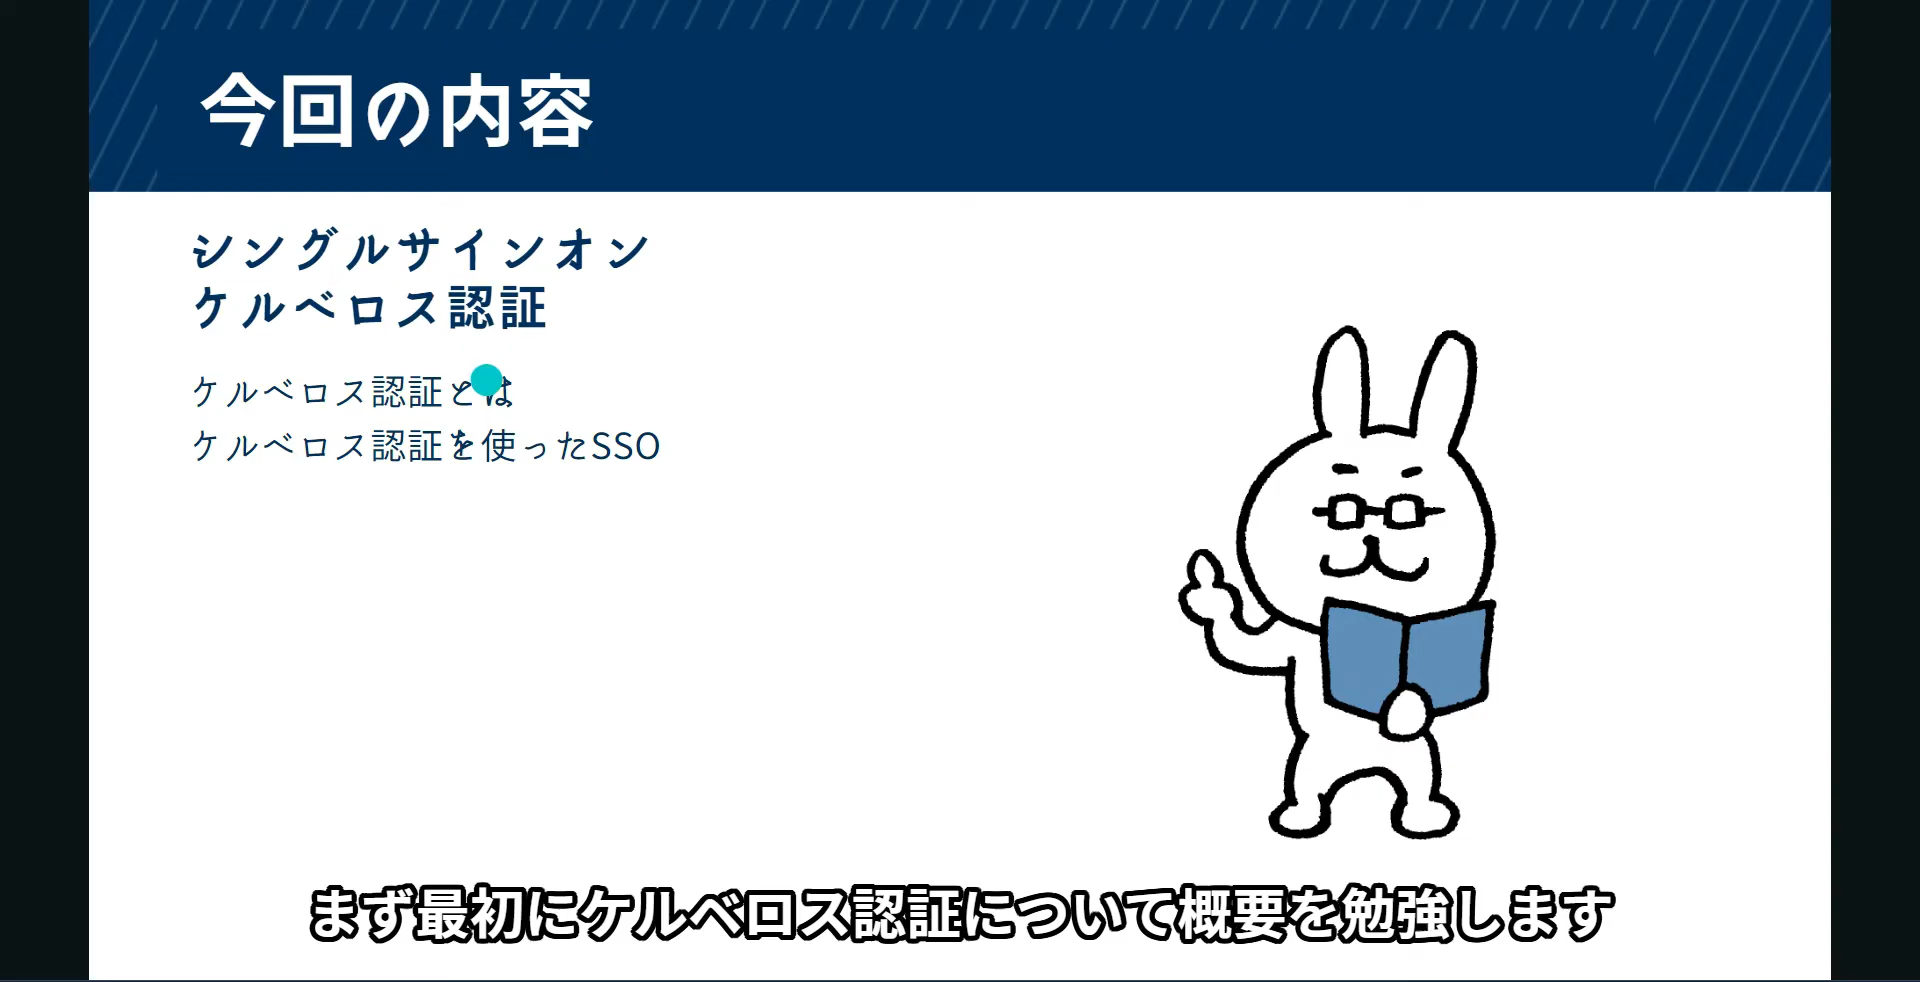 今回の内容
シングルサインオン
ケルベロス認証
ケルベロス認証とは
ケルベロス認証を使ったSSO
まず最初にケルベロス認証について概要を勉強します